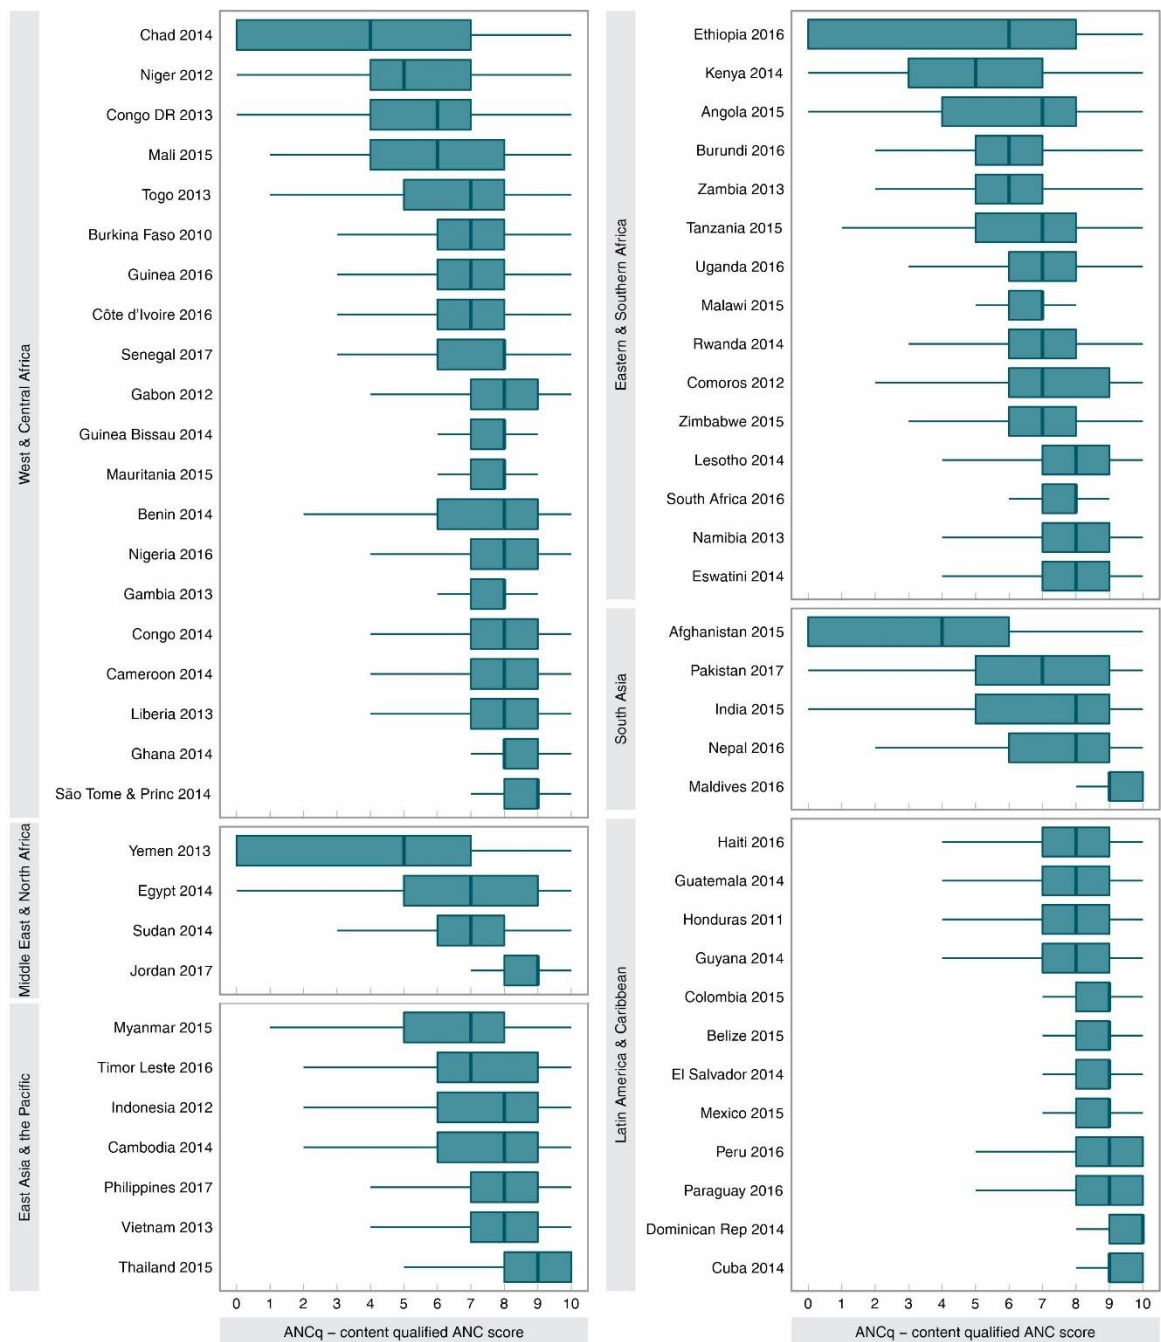 West & Central Africa
Chad 2014
Niger 2012
Congo DR 2013
Mali 2015
Togo 2013
Burkina Faso 2010
Guinea 2016
Côte d'Ivoire 2016
Senegal 2017
Gabon 2012
Guinea Bissau 2014
Mauritania 2015
Benin 2014
Nigeria 2016
Gambia 2013
Congo 2014
Cameroon 2014
Liberia 2013
Ghana 2014
São Tome & Princ 2014
Middle East & North Africa
Yemen 2013
Egypt 2014
Sudan 2014
Jordan 2017
East Asia & the Pacific
Myanmar 2015
Timor Leste 2016
Indonesia 2012
Cambodia 2014
Philippines 2017
Vietnam 2013
Thailand 2015
0 1 2 3 4 5 6 7 8 9 10
ANCq – content qualified ANC score
Eastern & Southern Africa
Ethiopia 2016
Kenya 2014
Angola 2015
Burundi 2016
Zambia 2013
Tanzania 2015
Uganda 2016
Malawi 2015
Rwanda 2014
Comoros 2012
Zimbabwe 2015
Lesotho 2014
South Africa 2016
Namibia 2013
Eswatini 2014
South Asia
Afghanistan 2015
Pakistan 2017
India 2015
Nepal 2016
Maldives 2016
Latin America & Caribbean
Haiti 2016
Guatemala 2014
Honduras 2011
Guyana 2014
Colombia 2015
Belize 2015
El Salvador 2014
Mexico 2015
Peru 2016
Paraguay 2016
Dominican Rep 2014
Cuba 2014
0 1 2 3 4 5 6 7 8 9 10
ANCq – content qualified ANC score